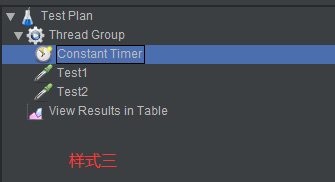 Test Plan
Thread Group
Constant Timer
Test1
Test2
View Results in Table
样式三